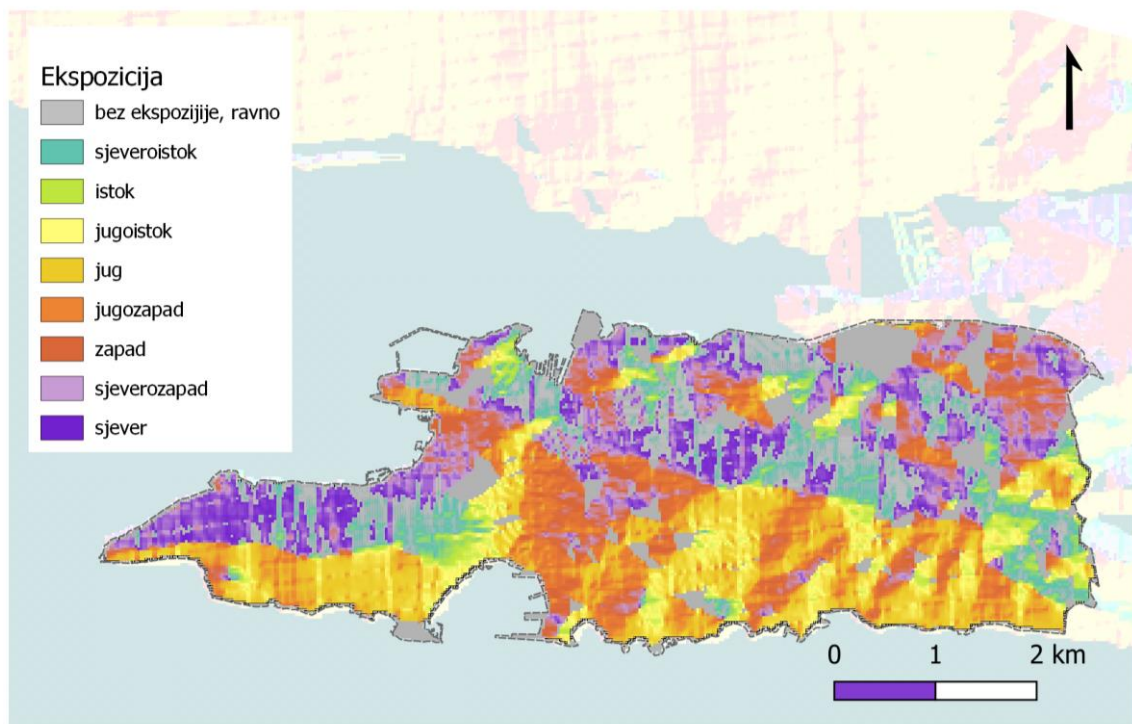 Ekspozicija
bez ekspozijije, ravno
sjeveroistok
istok
jugoistok
jug
jugozapad
zapad
sjeverozapad
sjever
0 1 2 km